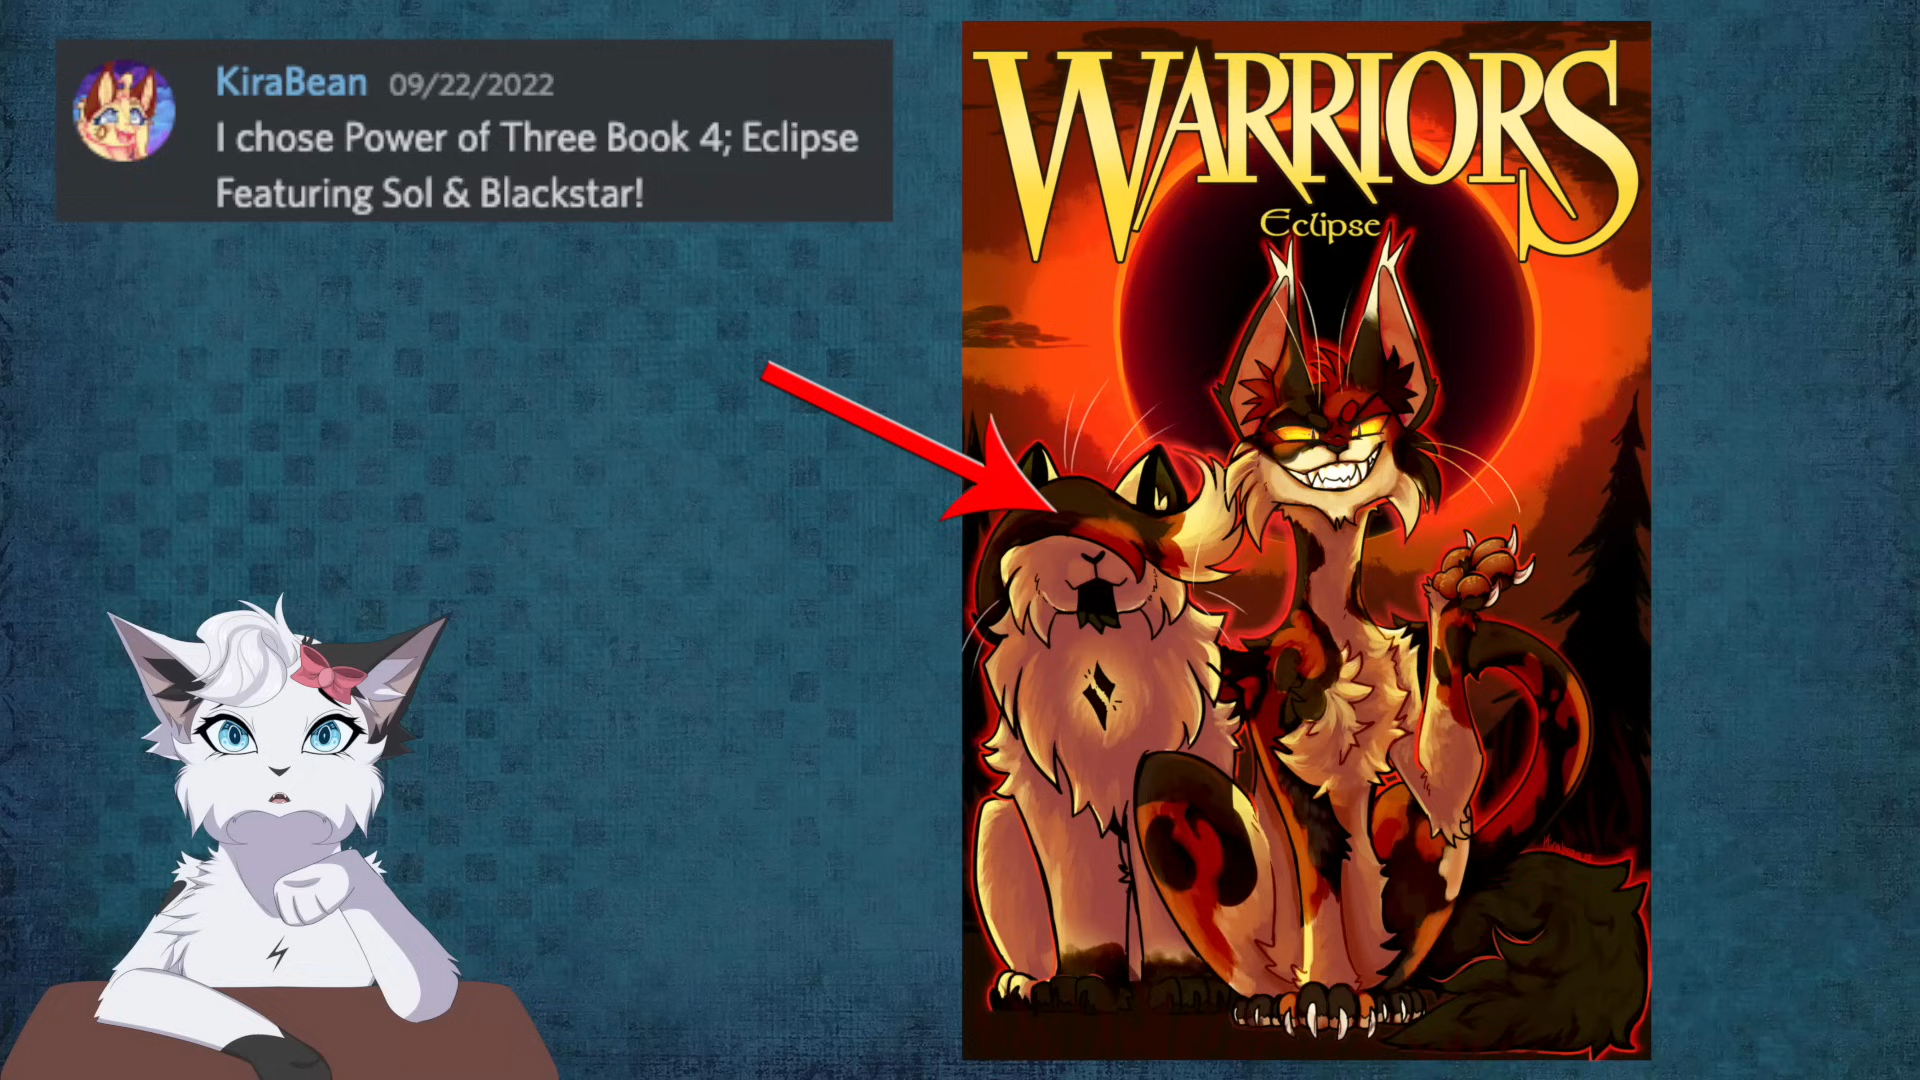 KiraBean 09/22/2022
I chose Power of Three Book 4; Eclipse
Featuring Sol & Blackstar!
WARRIORS
Eclipse